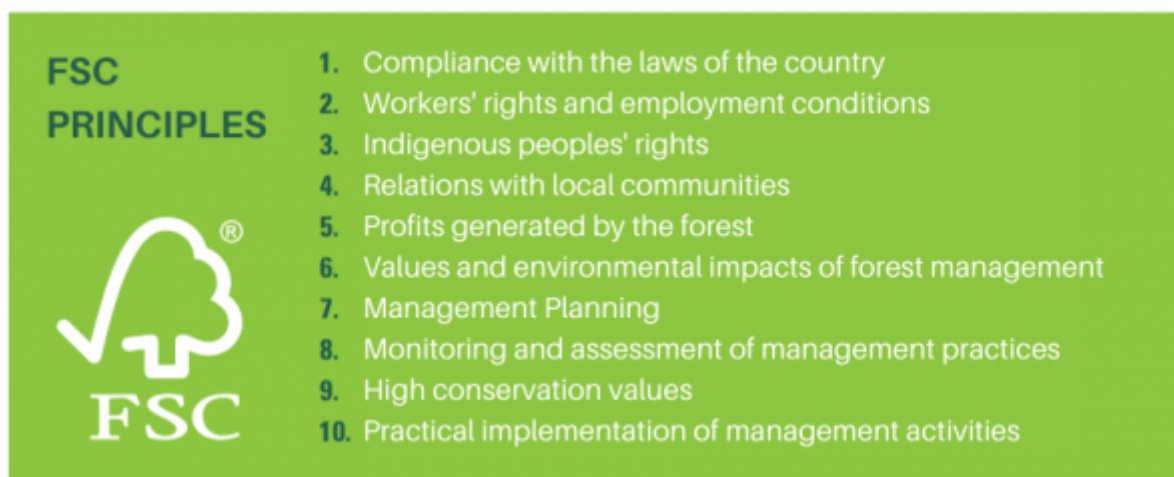 FSC
PRINCIPLES
1. Compliance with the laws of the country
2. Workers' rights and employment conditions
3. Indigenous peoples' rights
4. Relations with local communities
5. Profits generated by the forest
6. Values and environmental impacts of forest management
7. Management Planning
8. Monitoring and assessment of management practices
9. High conservation values
10. Practical implementation of management activities
®
FSC